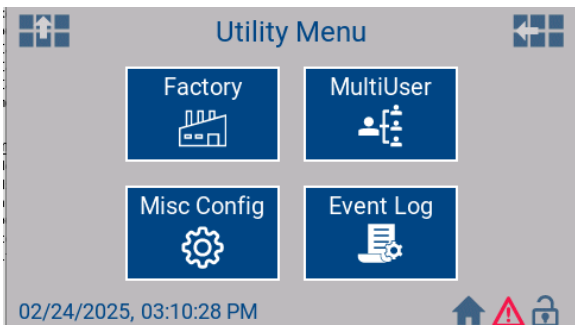 Utility Menu
Factory
MultiUser
Misc Config
Event Log
02/24/2025, 03:10:28 PM